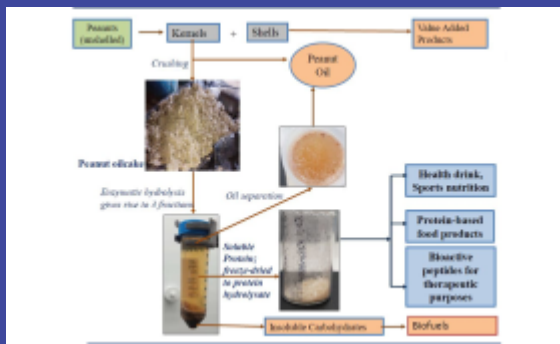 Peanuts
(unshelled)
Kernels
+
Shells
Value Added
Products
Crushing
Peanut
Oil
Peanut oilcake
Enzymatic hydrolysis
gives rise to 3 fractions
Oil separation
Health drink,
Sports nutrition
Soluble
Protein;
freeze-dried
to protein
hydrolysate
Protein-based
food products
Bioactive
peptides for
therapeutic
purposes
Insoluble Carbohydrates
Biofuels